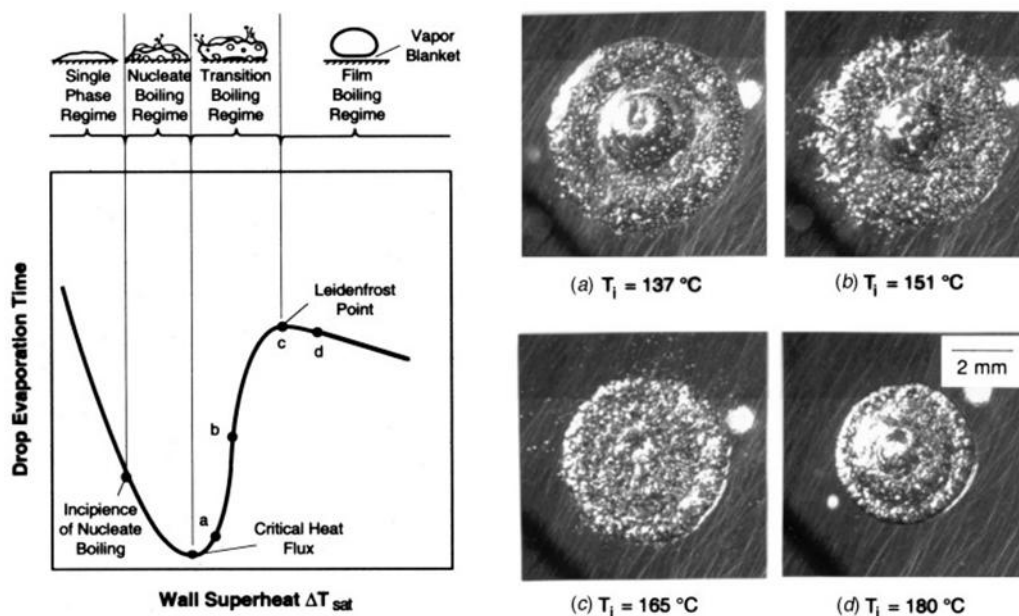 Single
Phase
Regime
Nucleate
Boiling
Regime
Transition
Boiling
Regime
Film
Boiling
Regime
Vapor
Blanket
Drop Evaporation Time
Leidenfrost
Point
c
d
b
a
Incipience
of Nucleate
Boiling
Critical Heat
Flux
Wall Superheat ΔTsat
(a) Ti = 137 °C
(b) Ti = 151 °C
2 mm
(c) Ti = 165 °C
(d) Ti = 180 °C